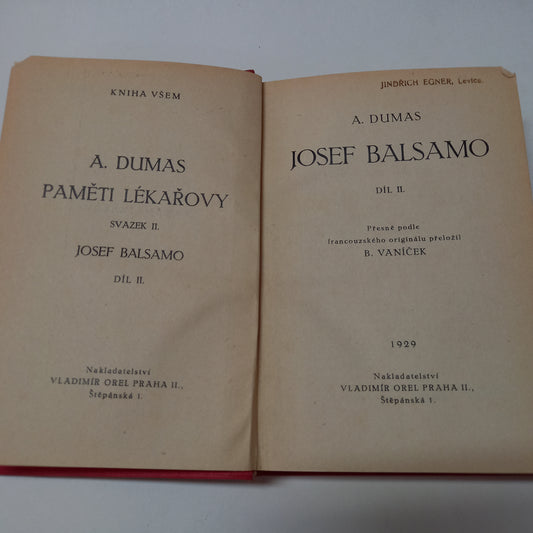 KNIHA VŠEM
A. DUMAS
PAMĚTI LÉKAŘOVY
SVAZEK II.
JOSEF BALSAMO
DÍL II.
Nakladatelství
VLADIMÍR OREL PRAHA II.,
Štěpánská 1.
JINDŘICH EGNER, Levice.
A. DUMAS
JOSEF BALSAMO
DÍL II.
Přesně podle
francouzského originálu přeložil
B. VANÍČEK
1929
Nakladatelství
VLADIMÍR OREL PRAHA II.,
Štěpánská 1.